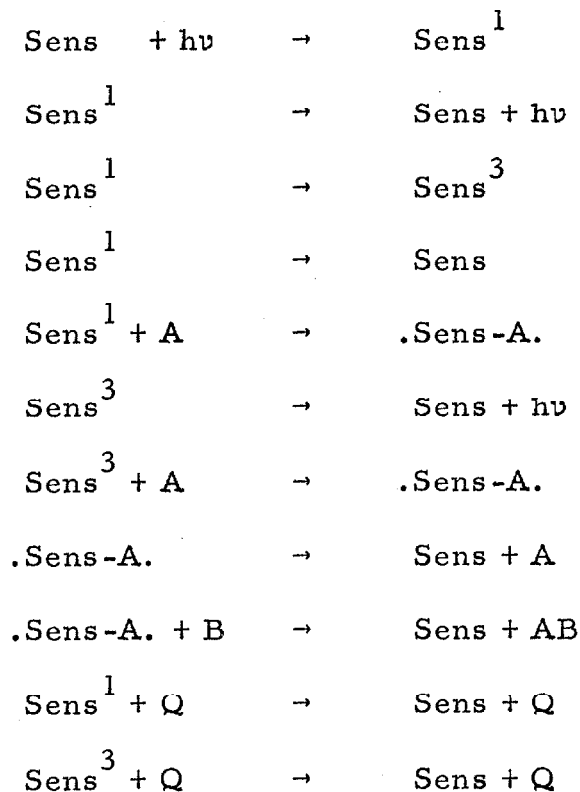 Sens + hν → Sens¹
Sens¹ → Sens + hν
Sens¹ → Sens³
Sens¹ → Sens
Sens¹ + A → .Sens-A.
Sens³ → Sens + hν
Sens³ + A → .Sens-A.
.Sens-A. → Sens + A
.Sens-A. + B → Sens + AB
Sens¹ + Q → Sens + Q
Sens³ + Q → Sens + Q